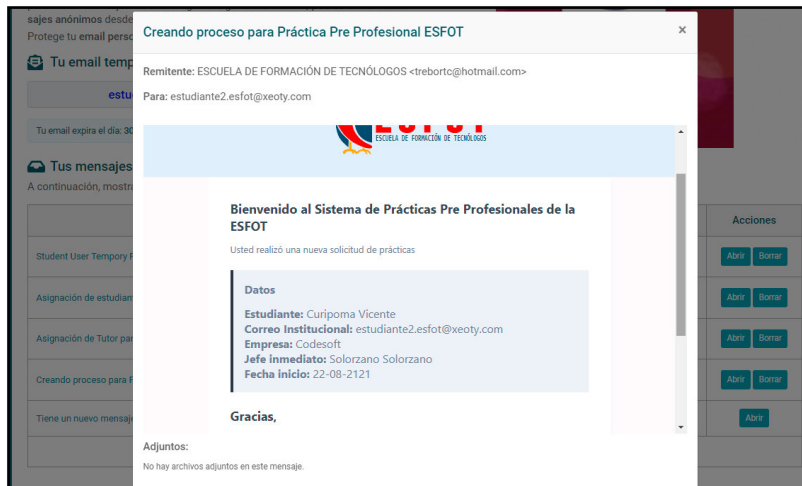 sajes anónimos desde
Protege tu email perso
Tu email temp
estu
Tu email expira el día: 30
Tus mensajes
A continuación, mostra
Creando proceso para Práctica Pre Profesional ESFOT
×
Remitente: ESCUELA DE FORMACIÓN DE TECNÓLOGOS <trebortc@hotmail.com>
Para: estudiante2.esfot@xeoty.com
ESCUELA DE FORMACIÓN DE TECNÓLOGOS
Bienvenido al Sistema de Prácticas Pre Profesionales de la
ESFOT
Usted realizó una nueva solicitud de prácticas
Datos
Estudiante: Curipoma Vicente
Correo Institucional: estudiante2.esfot@xeoty.com
Empresa: Codesoft
Jefe inmediato: Solorzano Solorzano
Fecha inicio: 22-08-2121
Gracias,
Adjuntos:
No hay archivos adjuntos en este mensaje.
Acciones
Student User Tempory P
Abrir Borrar
Asignación de estudian
Abrir Borrar
Asignación de Tutor par
Abrir Borrar
Creando proceso para P
Abrir Borrar
Tiene un nuevo mensaje
Abrir